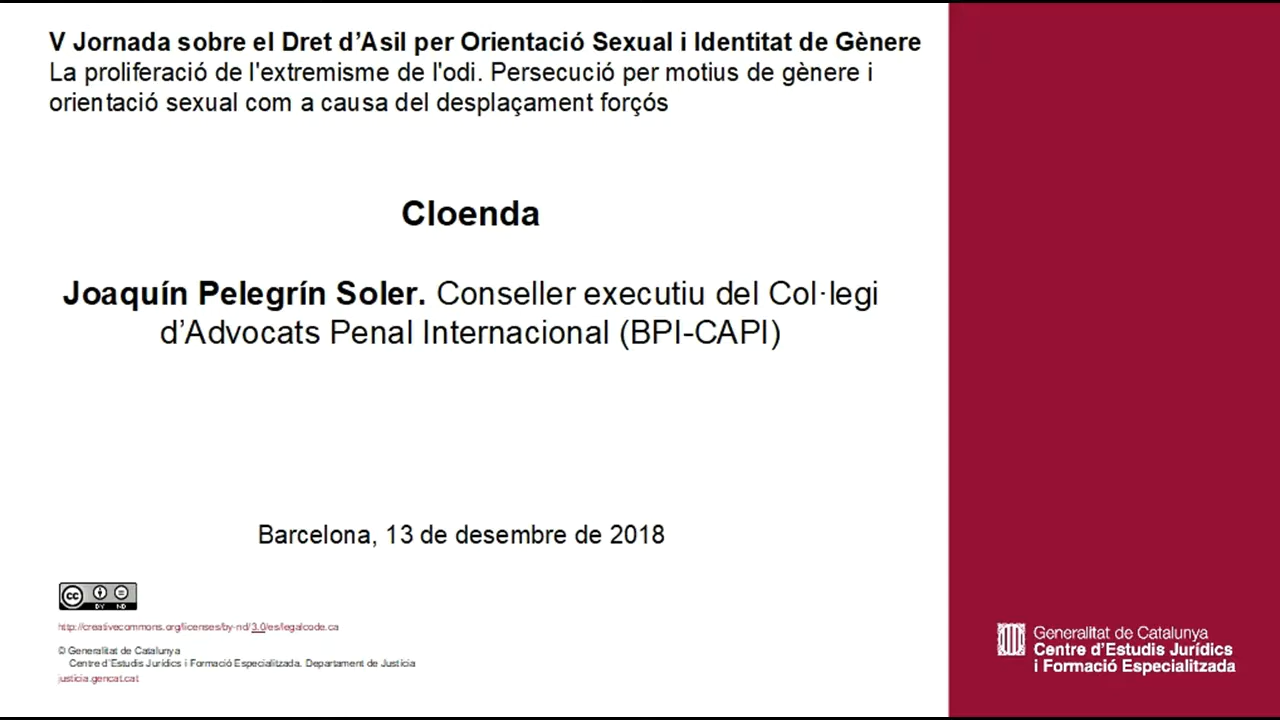 V Jornada sobre el Dret d’Asil per Orientació Sexual i Identitat de Gènere
La proliferació de l'extremisme de l'odi. Persecució per motius de gènere i
orientació sexual com a causa del desplaçament forçós
Cloenda
Joaquín Pelegrín Soler. Conseller executiu del Col·legi
d’Advocats Penal Internacional (BPI-CAPI)
Barcelona, 13 de desembre de 2018
cc BY ND
http://creativecommons.org/licenses/by-nd/3.0/es/legalcode.ca
© Generalitat de Catalunya
Centre d’Estudis Jurídics i Formació Especialitzada. Departament de Justícia
justicia.gencat.cat
Generalitat de Catalunya
Centre d’Estudis Jurídics
i Formació Especialitzada